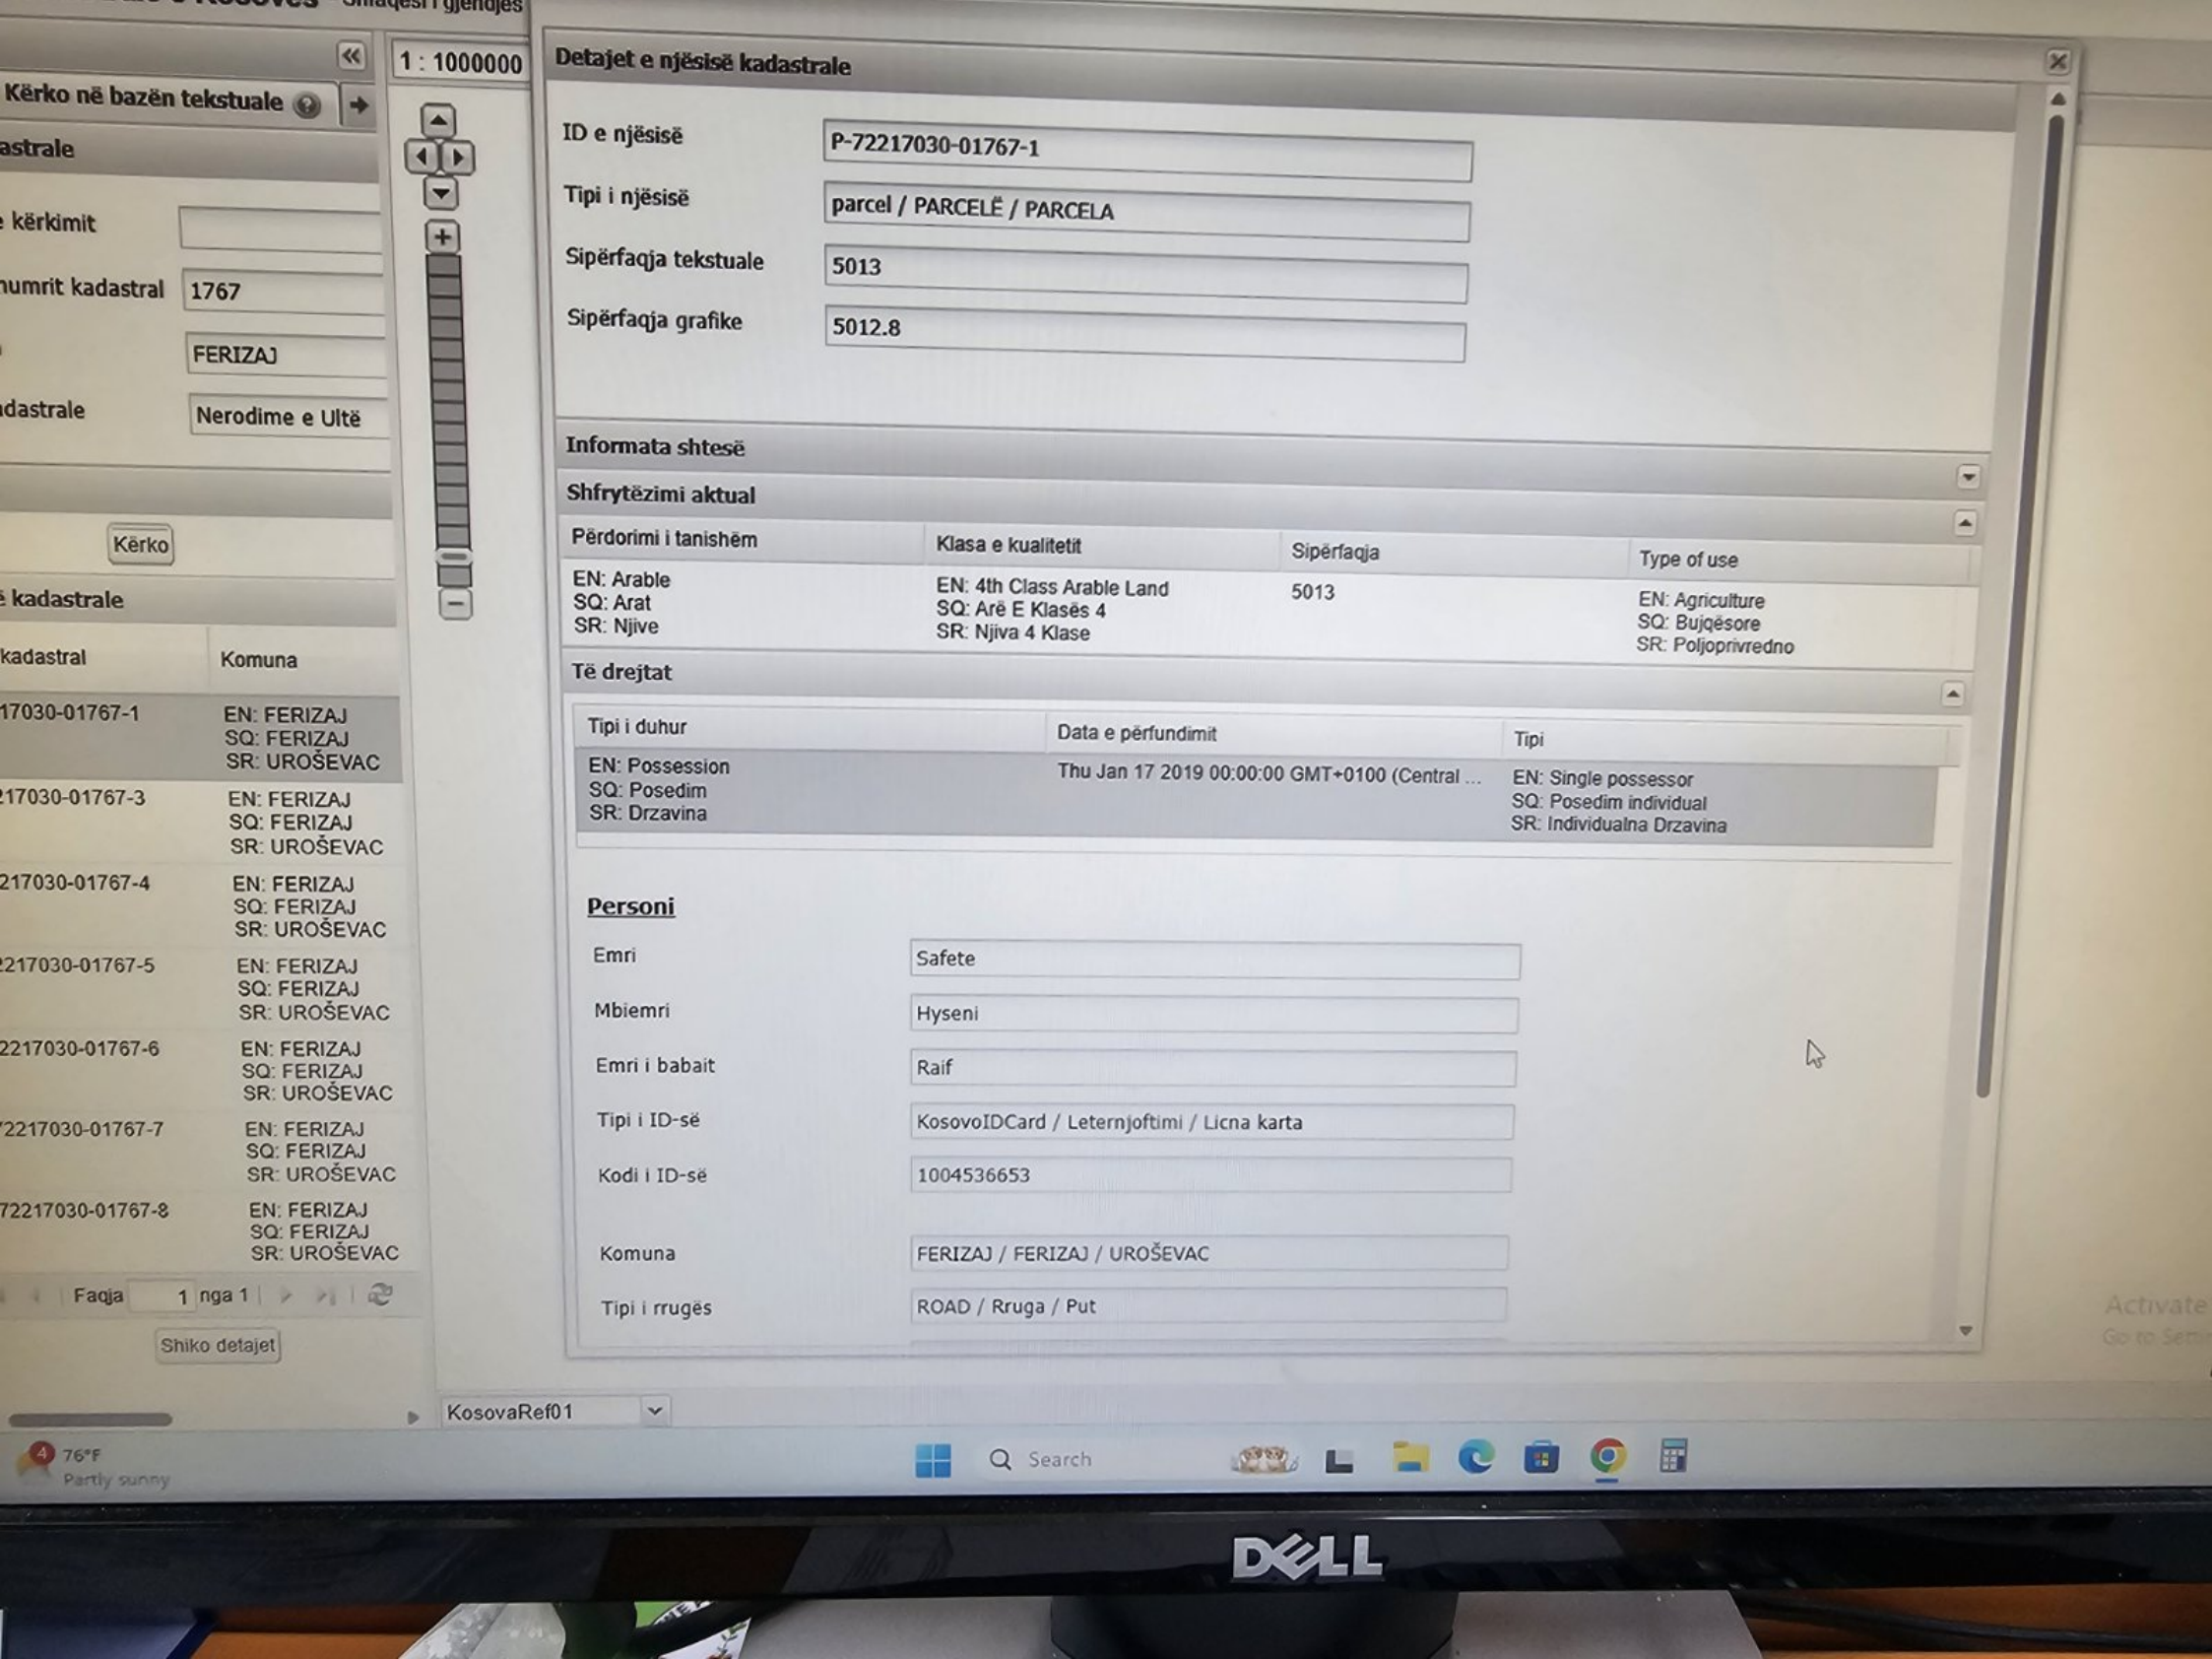 1 : 1000000
Kërko në bazën tekstuale
astrale
kërkimit
numrit kadastral 1767
FERIZAJ
dastrale Nerodime e Ultë
Kërko
kadastrale
kadastral Komuna
17030-01767-1 EN: FERIZAJ
SQ: FERIZAJ
SR: UROŠEVAC
217030-01767-3 EN: FERIZAJ
SQ: FERIZAJ
SR: UROŠEVAC
217030-01767-4 EN: FERIZAJ
SQ: FERIZAJ
SR: UROŠEVAC
2217030-01767-5 EN: FERIZAJ
SQ: FERIZAJ
SR: UROŠEVAC
2217030-01767-6 EN: FERIZAJ
SQ: FERIZAJ
SR: UROŠEVAC
72217030-01767-7 EN: FERIZAJ
SQ: FERIZAJ
SR: UROŠEVAC
72217030-01767-8 EN: FERIZAJ
SQ: FERIZAJ
SR: UROŠEVAC
Faqja 1 nga 1
Shiko detajet
Detajet e njësisë kadastrale
ID e njësisë P-72217030-01767-1
Tipi i njësisë parcel / PARCELË / PARCELA
Sipërfaqja tekstuale 5013
Sipërfaqja grafike 5012.8
Informata shtesë
Shfrytëzimi aktual
Përdorimi i tanishëm Klasa e kualitetit Sipërfaqja Type of use
EN: Arable EN: 4th Class Arable Land 5013 EN: Agriculture
SQ: Arat SQ: Arë E Klasës 4 SQ: Bujqësore
SR: Njive SR: Njiva 4 Klase SR: Poljoprivredno
Të drejtat
Tipi i duhur Data e përfundimit Tipi
EN: Possession Thu Jan 17 2019 00:00:00 GMT+0100 (Central ... EN: Single possessor
SQ: Posedim SQ: Posedim individual
SR: Drzavina SR: Individualna Drzavina
Personi
Emri Safete
Mbiemri Hyseni
Emri i babait Raif
Tipi i ID-së KosovoIDCard / Leternjoftimi / Licna karta
Kodi i ID-së 1004536653
Komuna FERIZAJ / FERIZAJ / UROŠEVAC
Tipi i rrugës ROAD / Rruga / Put
KosovaRef01
Activate
Go to
4
76°F
Partly sunny
Search
DELL